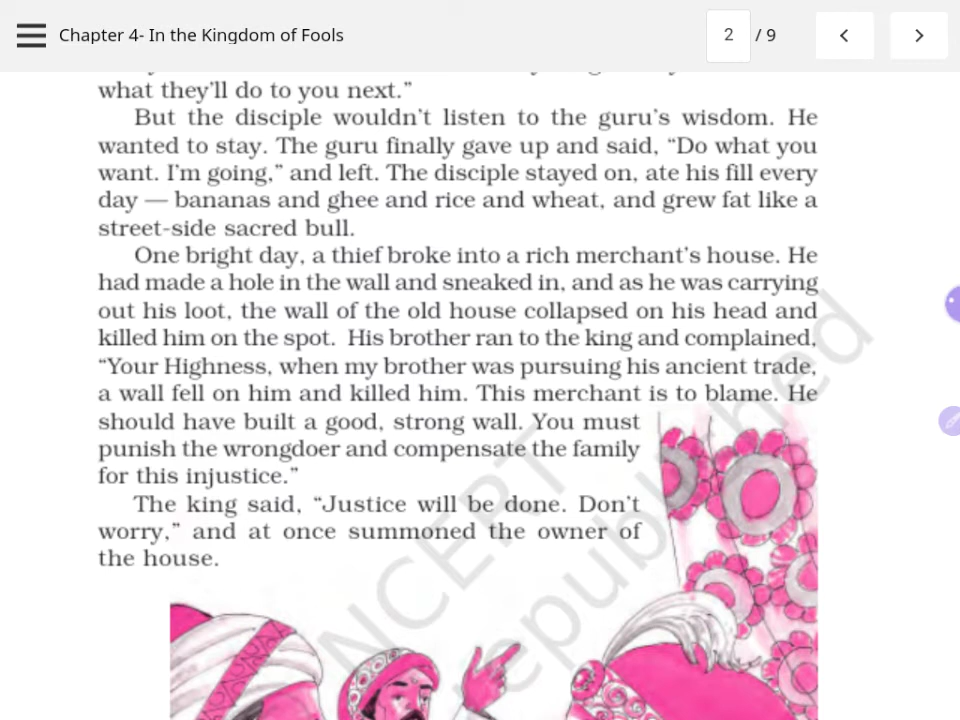 Chapter 4- In the Kingdom of Fools
2 / 9
what they'll do to you next.”
But the disciple wouldn't listen to the guru's wisdom. He
wanted to stay. The guru finally gave up and said, “Do what you
want. I'm going,” and left. The disciple stayed on, ate his fill every
day — bananas and ghee and rice and wheat, and grew fat like a
street-side sacred bull.
One bright day, a thief broke into a rich merchant's house. He
had made a hole in the wall and sneaked in, and as he was carrying
out his loot, the wall of the old house collapsed on his head and
killed him on the spot. His brother ran to the king and complained,
“Your Highness, when my brother was pursuing his ancient trade,
a wall fell on him and killed him. This merchant is to blame. He
should have built a good, strong wall. You must
punish the wrongdoer and compensate the family
for this injustice.”
The king said, “Justice will be done. Don't
worry,” and at once summoned the owner of
the house.
NCERT
republished